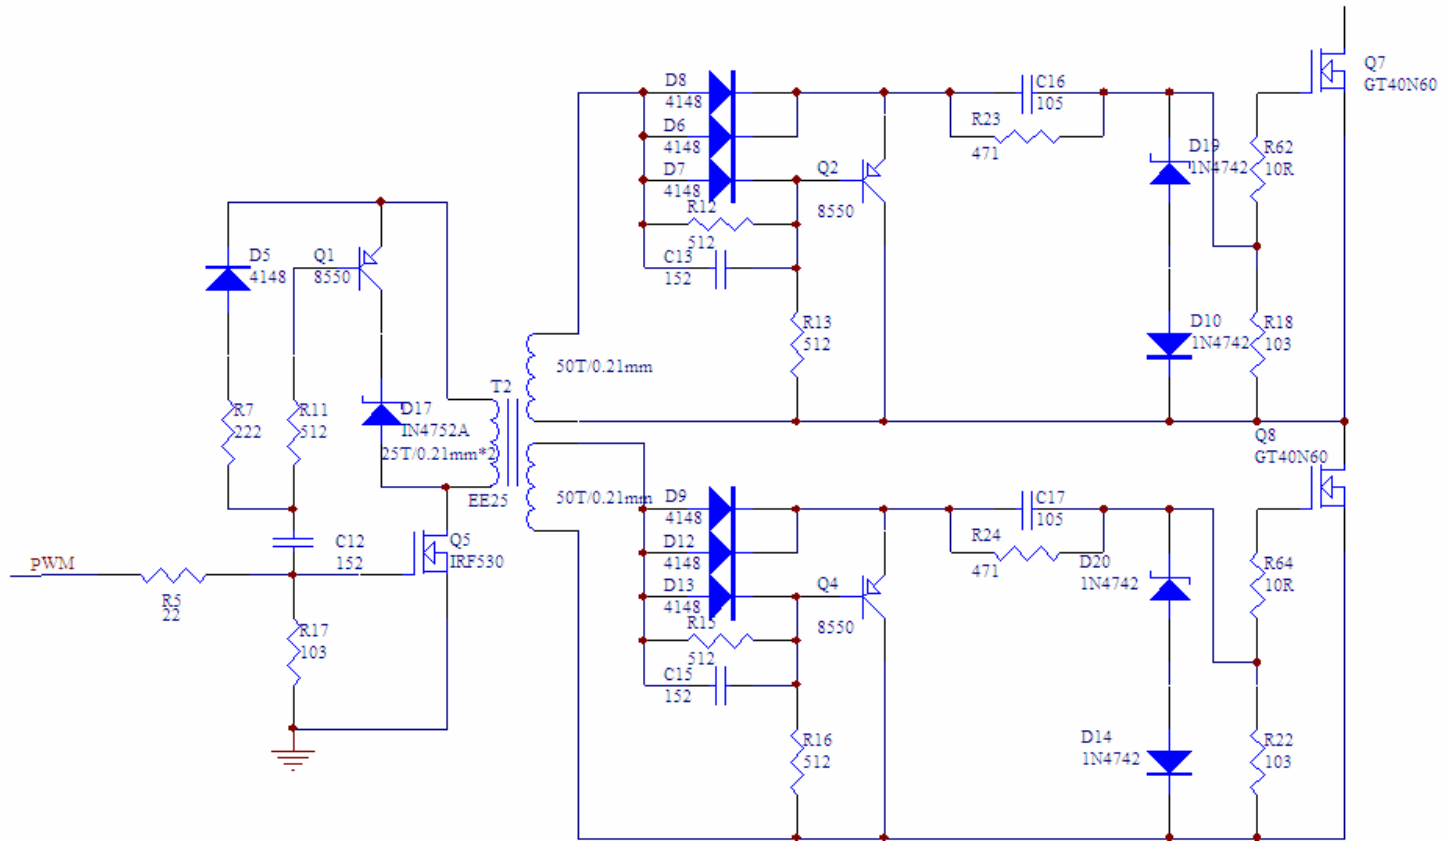 D8
4148
D6
4148
D7
4148
R12
512
C13
152
Q2
8550
R13
512
C16
105
R23
471
D19
1N4742
D10
1N4742
R62
10R
R18
103
Q7
GT40N60
D5
4148
Q1
8550
R7
222
R11
512
D17
IN4752A
25T/0.21mm*2
T2
EE25
50T/0.21mm
50T/0.21mm
PWM
R5
22
C12
152
Q5
IRF530
R17
103
D9
4148
D12
4148
D13
4148
R15
512
C15
152
Q4
8550
R16
512
C17
105
R24
471
D20
1N4742
D14
1N4742
Q8
GT40N60
R64
10R
R22
103